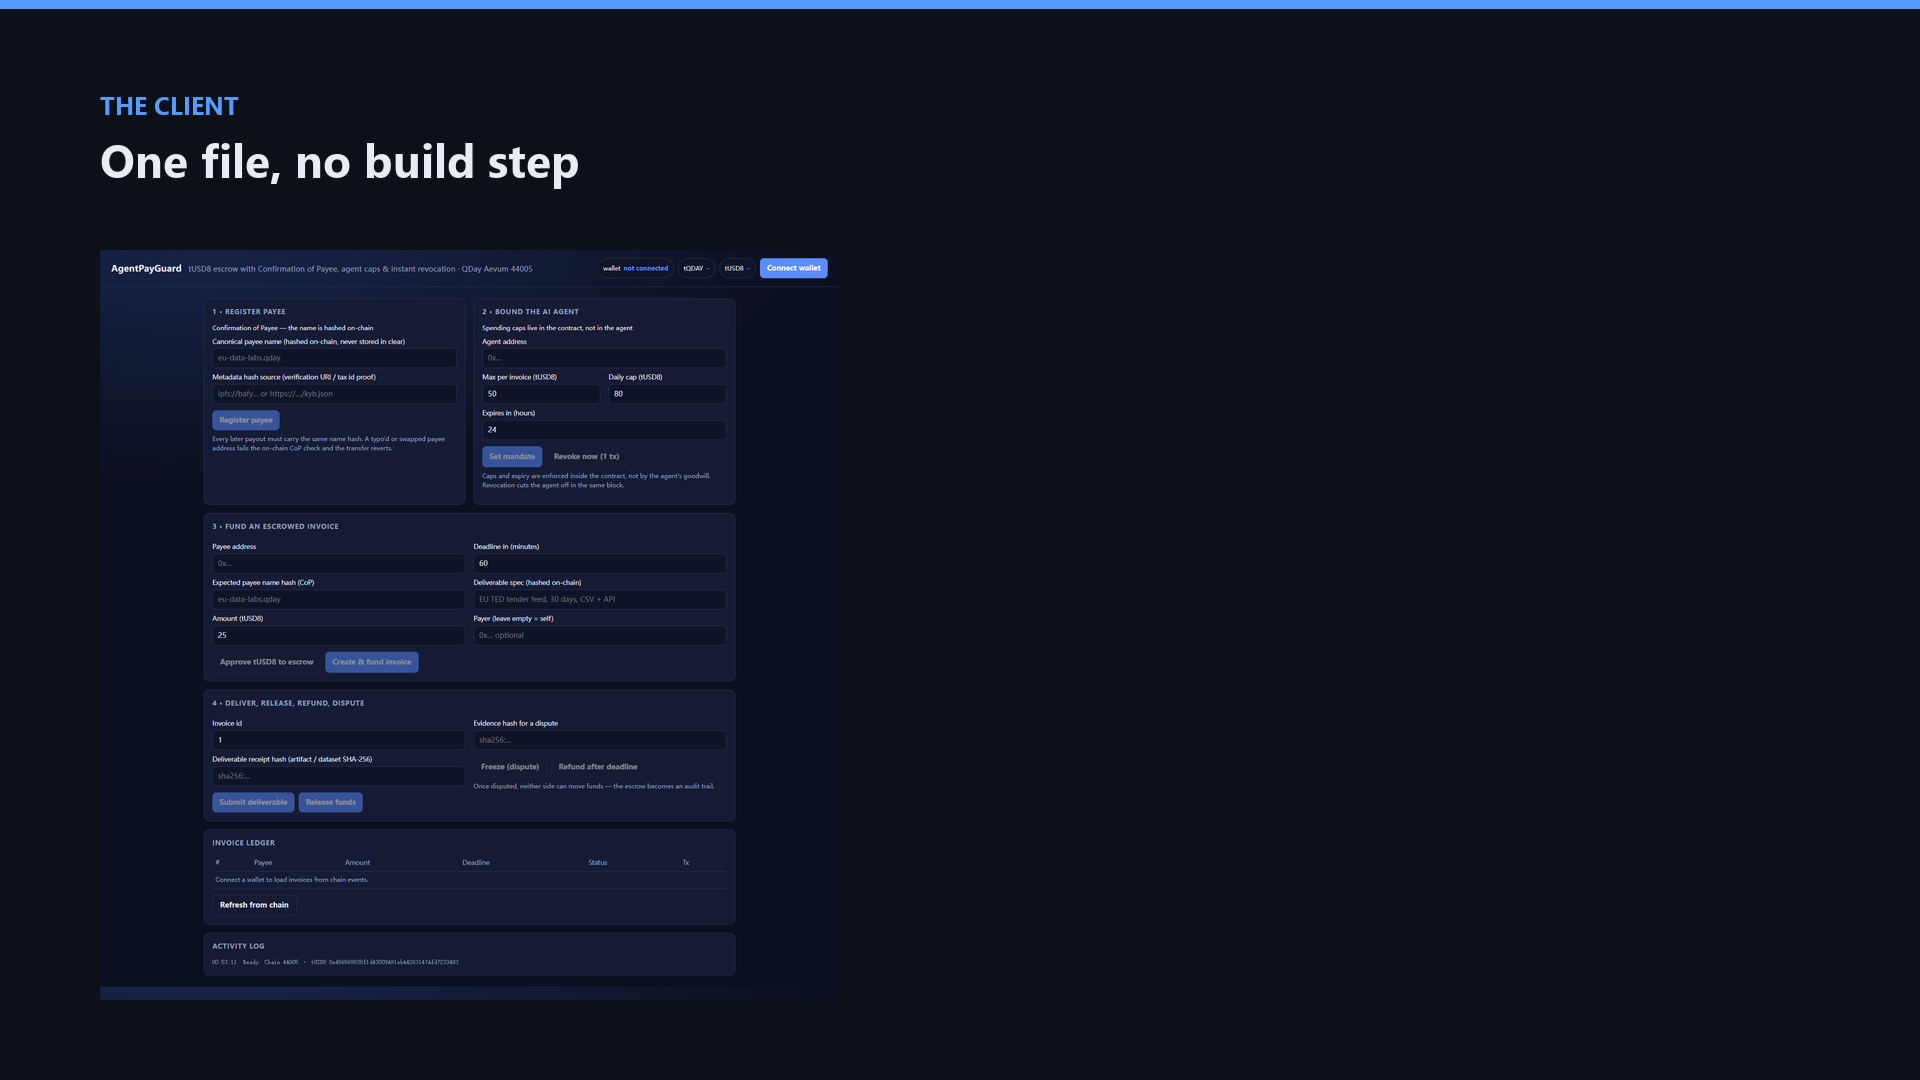 THE CLIENT
One file, no build step
AgentPayGuard tUSD8 escrow with Confirmation of Payee, agent caps & instant revocation · QDay Aevum 44005
wallet not connected tQDAY – tUSD8 – Connect wallet
1 • REGISTER PAYEE
Confirmation of Payee — the name is hashed on-chain
Canonical payee name (hashed on-chain, never stored in clear)
eu-data-labs.qday
Metadata hash source (verification URI / tax id proof)
ipfs://bafy... or https://.../kyb.json
Register payee
Every later payout must carry the same name hash. A typo'd or swapped payee
address fails the on-chain CoP check and the transfer reverts.
2 • BOUND THE AI AGENT
Spending caps live in the contract, not in the agent
Agent address
0x...
Max per invoice (tUSD8) Daily cap (tUSD8)
50 80
Expires in (hours)
24
Set mandate Revoke now (1 tx)
Caps and expiry are enforced inside the contract, not by the agent's goodwill.
Revocation cuts the agent off in the same block.
3 • FUND AN ESCROWED INVOICE
Payee address Deadline in (minutes)
0x... 60
Expected payee name hash (CoP) Deliverable spec (hashed on-chain)
eu-data-labs.qday EU TED tender feed, 30 days, CSV + API
Amount (tUSD8) Payer (leave empty = self)
25 0x... optional
Approve tUSD8 to escrow Create & fund invoice
4 • DELIVER, RELEASE, REFUND, DISPUTE
Invoice id
1
Deliverable receipt hash (artifact / dataset SHA-256)
sha256:...
Submit deliverable Release funds
Evidence hash for a dispute
sha256:...
Freeze (dispute) Refund after deadline
Once disputed, neither side can move funds — the escrow becomes an audit trail.
INVOICE LEDGER
# Payee Amount Deadline Status Tx
Connect a wallet to load invoices from chain events.
Refresh from chain
ACTIVITY LOG
00:53:11 Ready. Chain 44005 · tUSD8